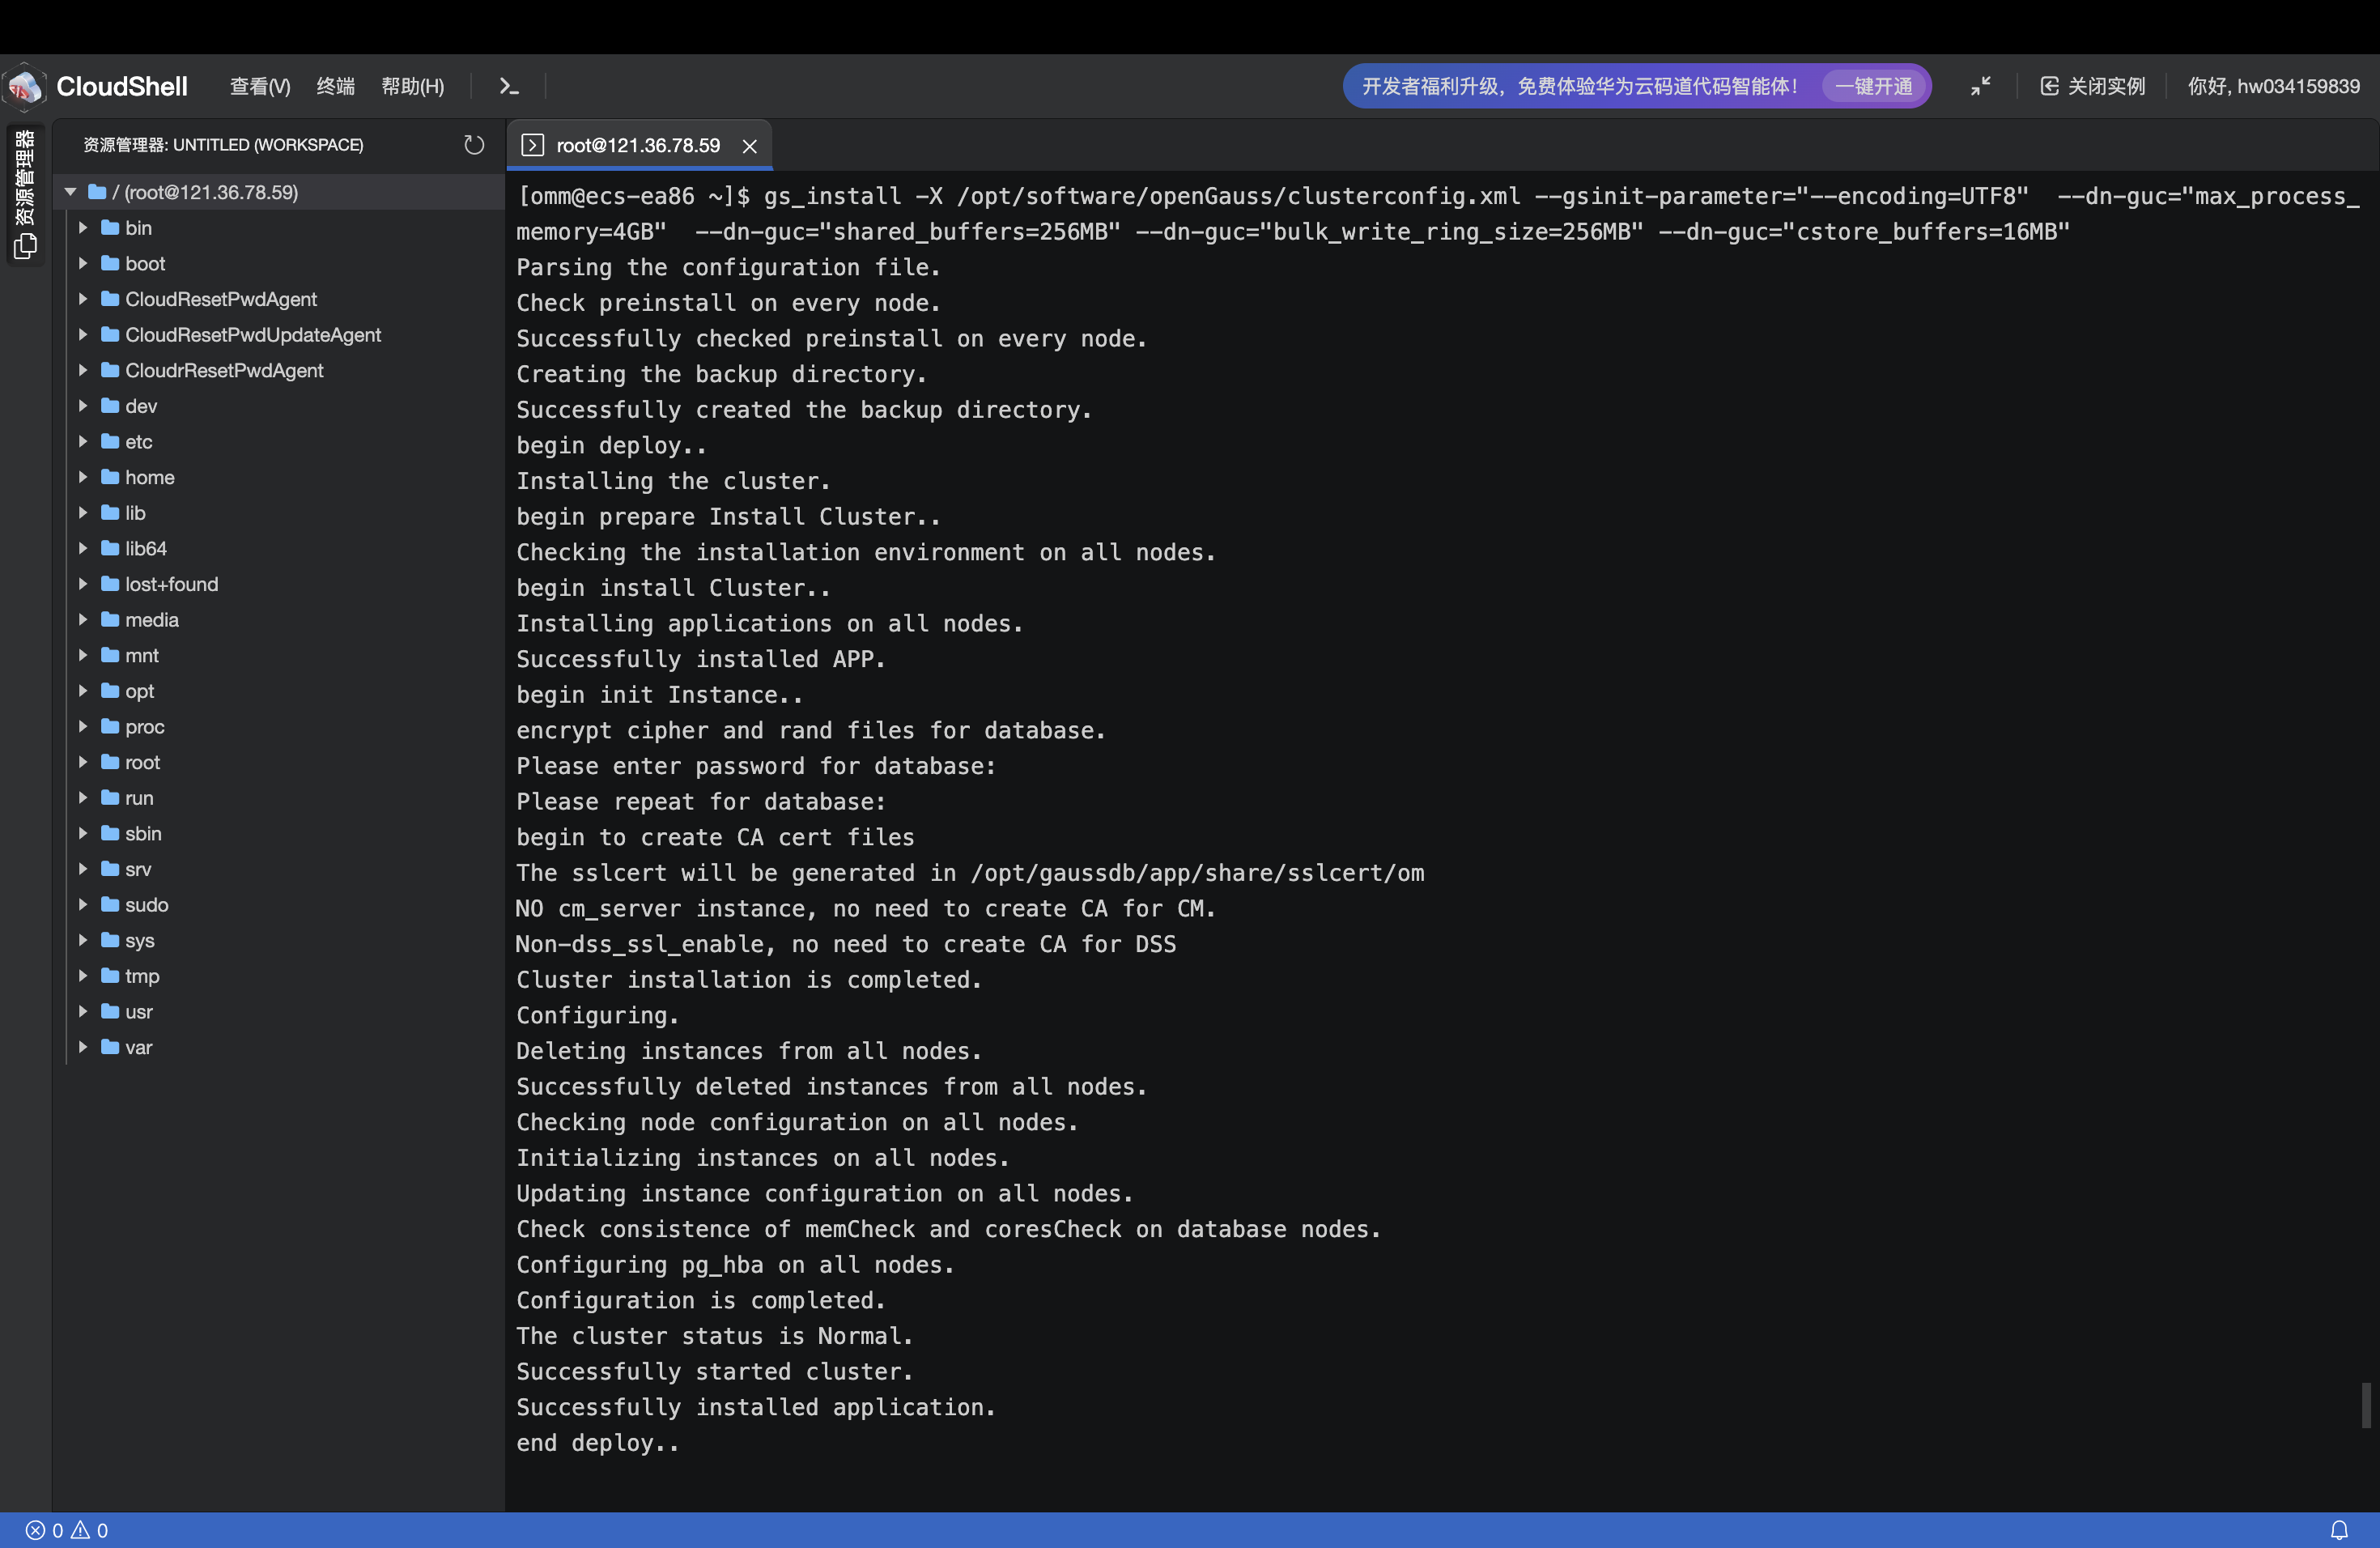 CloudShell 查看(V) 终端 帮助(H) 开发者福利升级，免费体验华为云码道代码智能体！ 一键开通 关闭实例 你好, hw034159839
资源管理器
资源管理器: UNTITLED (WORKSPACE)
/ (root@121.36.78.59)
bin
boot
CloudResetPwdAgent
CloudResetPwdUpdateAgent
CloudrResetPwdAgent
dev
etc
home
lib
lib64
lost+found
media
mnt
opt
proc
root
run
sbin
srv
sudo
sys
tmp
usr
var
root@121.36.78.59
[omm@ecs-ea86 ~]$ gs_install -X /opt/software/openGauss/clusterconfig.xml --gsinit-parameter="--encoding=UTF8"  --dn-guc="max_process_
memory=4GB"  --dn-guc="shared_buffers=256MB" --dn-guc="bulk_write_ring_size=256MB" --dn-guc="cstore_buffers=16MB"
Parsing the configuration file.
Check preinstall on every node.
Successfully checked preinstall on every node.
Creating the backup directory.
Successfully created the backup directory.
begin deploy..
Installing the cluster.
begin prepare Install Cluster..
Checking the installation environment on all nodes.
begin install Cluster..
Installing applications on all nodes.
Successfully installed APP.
begin init Instance..
encrypt cipher and rand files for database.
Please enter password for database:
Please repeat for database:
begin to create CA cert files
The sslcert will be generated in /opt/gaussdb/app/share/sslcert/om
NO cm_server instance, no need to create CA for CM.
Non-dss_ssl_enable, no need to create CA for DSS
Cluster installation is completed.
Configuring.
Deleting instances from all nodes.
Successfully deleted instances from all nodes.
Checking node configuration on all nodes.
Initializing instances on all nodes.
Updating instance configuration on all nodes.
Check consistence of memCheck and coresCheck on database nodes.
Configuring pg_hba on all nodes.
Configuration is completed.
The cluster status is Normal.
Successfully started cluster.
Successfully installed application.
end deploy..
0 0